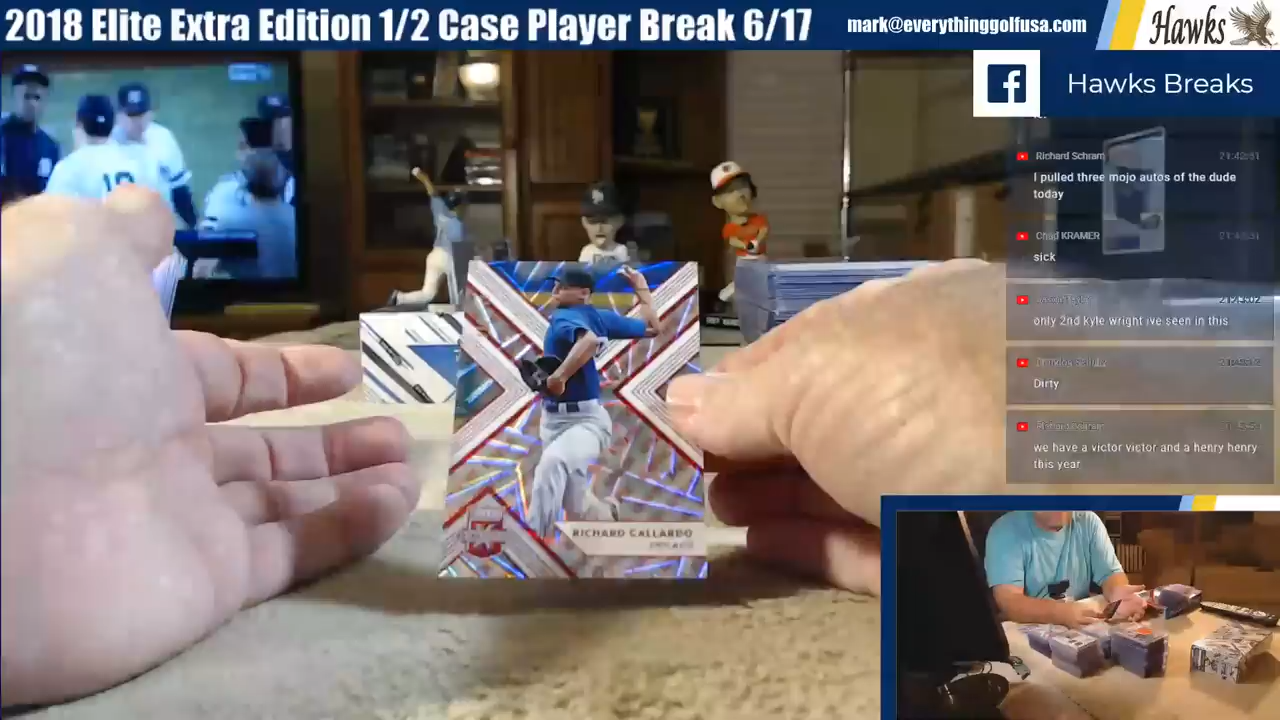 2018 Elite Extra Edition 1/2 Case Player Break 6/17
mark@everythinggolfusa.com
Hawks
Hawks Breaks
Richard Schram
I pulled three mojo autos of the dude
today
Chad KRAMER
sick
only 2nd kyle wright ive seen in this
Dirty
we have a victor victor and a henry henry
this year
RICHARD GALLARDO
CHICAGO